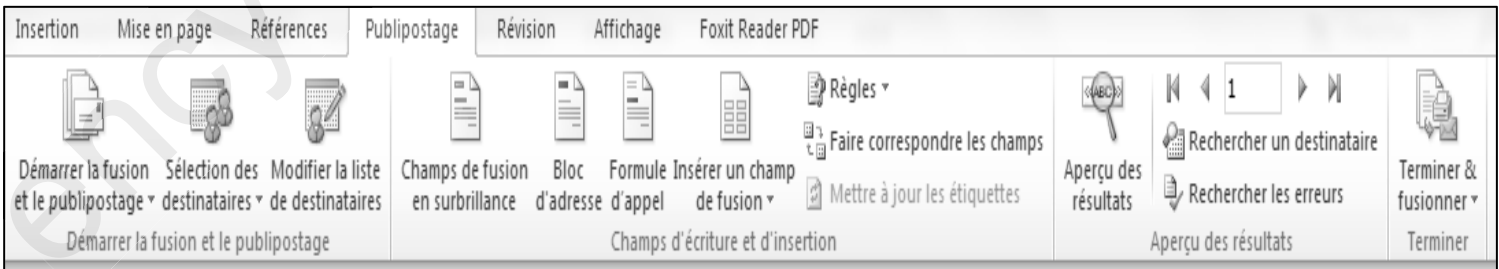 Insertion Mise en page Références Publipostage Révision Affichage Foxit Reader PDF
Démarrer la fusion et le publipostage
Sélection des destinataires
Modifier la liste de destinataires
Démarrer la fusion et le publipostage
Champs de fusion en surbrillance
Bloc d'adresse
Formule d'appel
Insérer un champ de fusion
Règles
Faire correspondre les champs
Mettre à jour les étiquettes
Champs d'écriture et d'insertion
«ABC»
Aperçu des résultats
1
Rechercher un destinataire
Rechercher les erreurs
Aperçu des résultats
Terminer & fusionner
Terminer
ency